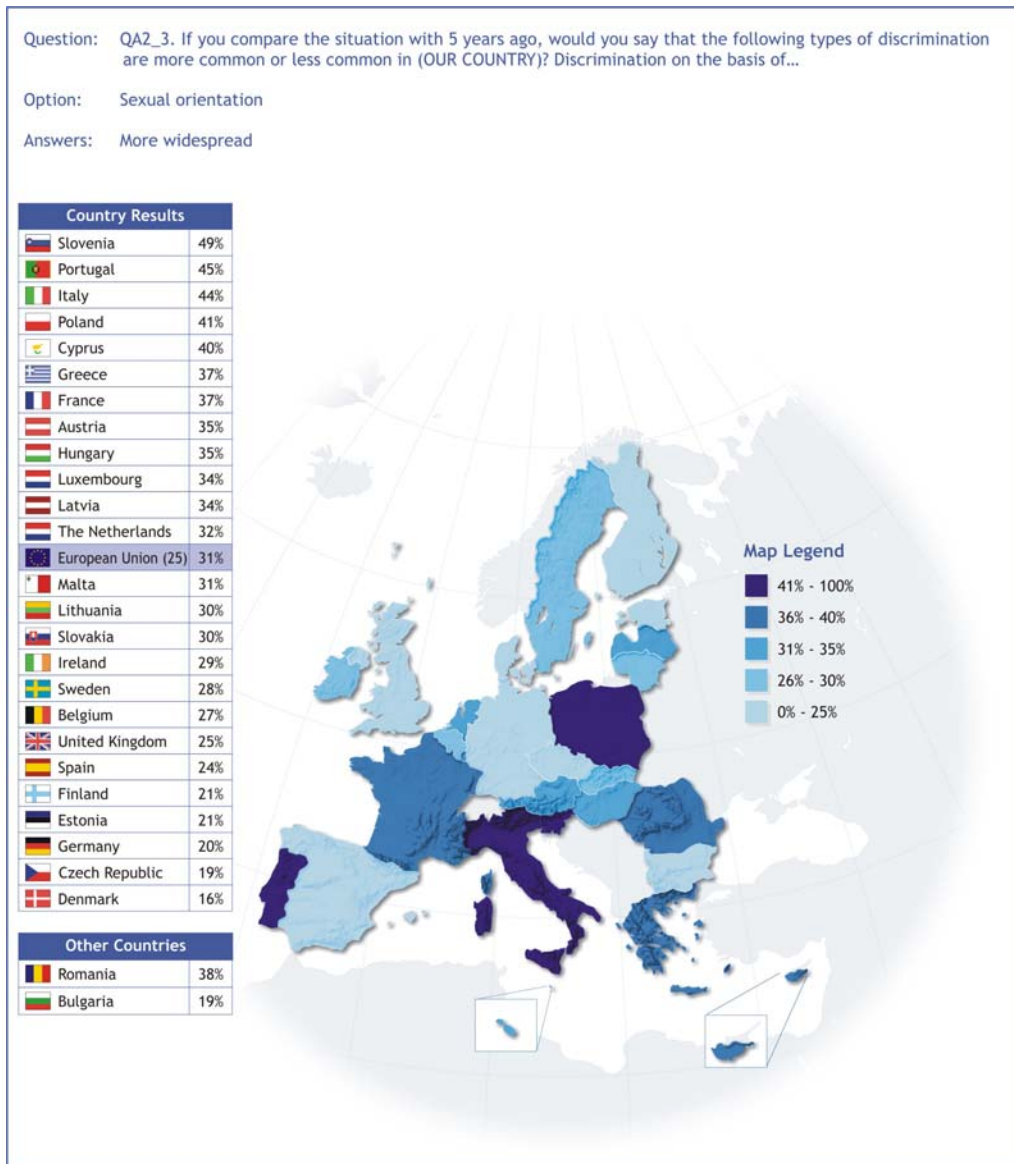 Question: QA2_3. If you compare the situation with 5 years ago, would you say that the following types of discrimination
are more common or less common in (OUR COUNTRY)? Discrimination on the basis of...
Option: Sexual orientation
Answers: More widespread
Country Results
Slovenia 49%
Portugal 45%
Italy 44%
Poland 41%
Cyprus 40%
Greece 37%
France 37%
Austria 35%
Hungary 35%
Luxembourg 34%
Latvia 34%
The Netherlands 32%
European Union (25) 31%
Malta 31%
Lithuania 30%
Slovakia 30%
Ireland 29%
Sweden 28%
Belgium 27%
United Kingdom 25%
Spain 24%
Finland 21%
Estonia 21%
Germany 20%
Czech Republic 19%
Denmark 16%
Other Countries
Romania 38%
Bulgaria 19%
Map Legend
41% - 100%
36% - 40%
31% - 35%
26% - 30%
0% - 25%